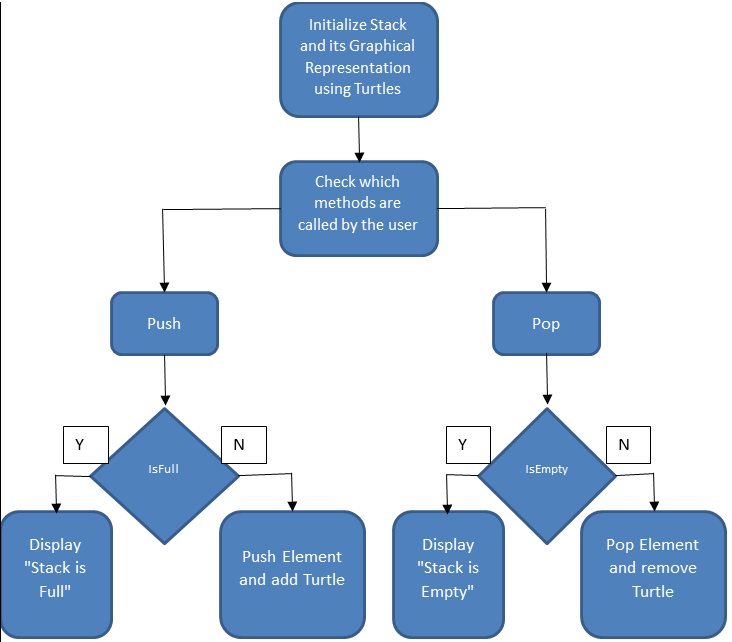 Initialize Stack
and its Graphical
Representation
using Turtles
Check which
methods are
called by the user
Push
Pop
Y
N
Y
N
IsFull
IsEmpty
Display
"Stack is
Full"
Push Element
and add Turtle
Display
"Stack is
Empty"
Pop Element
and remove
Turtle